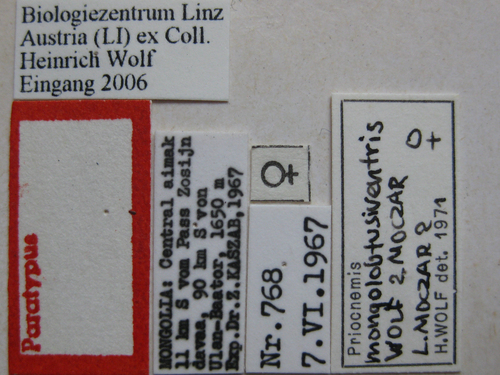 Biologiezentrum Linz
Austria (LI) ex Coll.
Heinrich Wolf
Eingang 2006
Paratypus
MONGOLIA: Central aimak
11 km S vom Pass Zosijn
davaa, 90 km S von
Ulan-Baator, 1650 m
Exp.Dr.Z.KASZAB,1967
♀
Nr.768
7.VI.1967
Priocnemis
mongolobtusiventris
WOLF & MOCZAR ♀
L.MOCZAR &
H.WOLF det. 1971